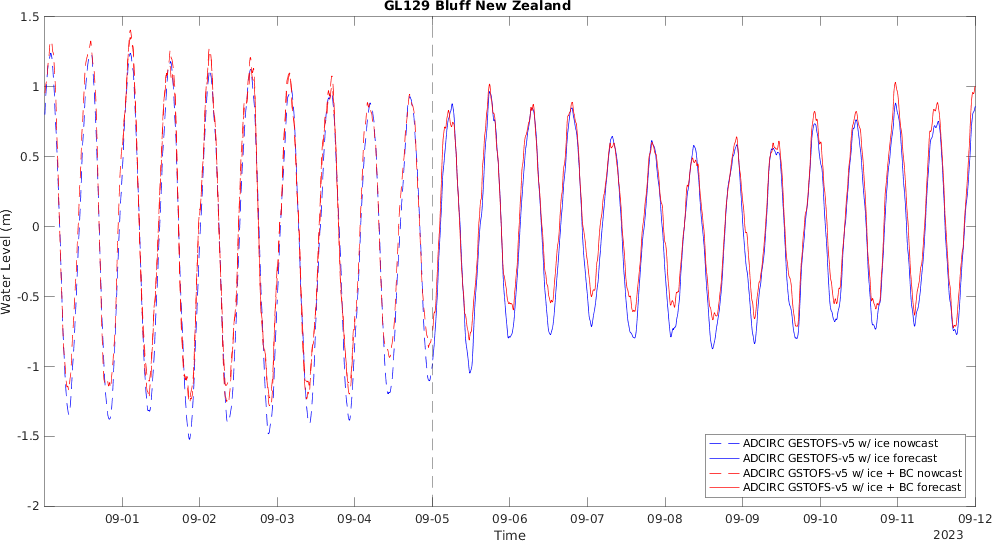 GL129 Bluff New Zealand
1.5
1
0.5
0
-0.5
-1
-1.5
-2
Water Level (m)
ADCIRC GESTOFS-v5 w/ ice nowcast
ADCIRC GESTOFS-v5 w/ ice forecast
ADCIRC GSTOFS-v5 w/ ice + BC nowcast
ADCIRC GSTOFS-v5 w/ ice + BC forecast
09-01 09-02 09-03 09-04 09-05 09-06 09-07 09-08 09-09 09-10 09-11 09-12
2023
Time